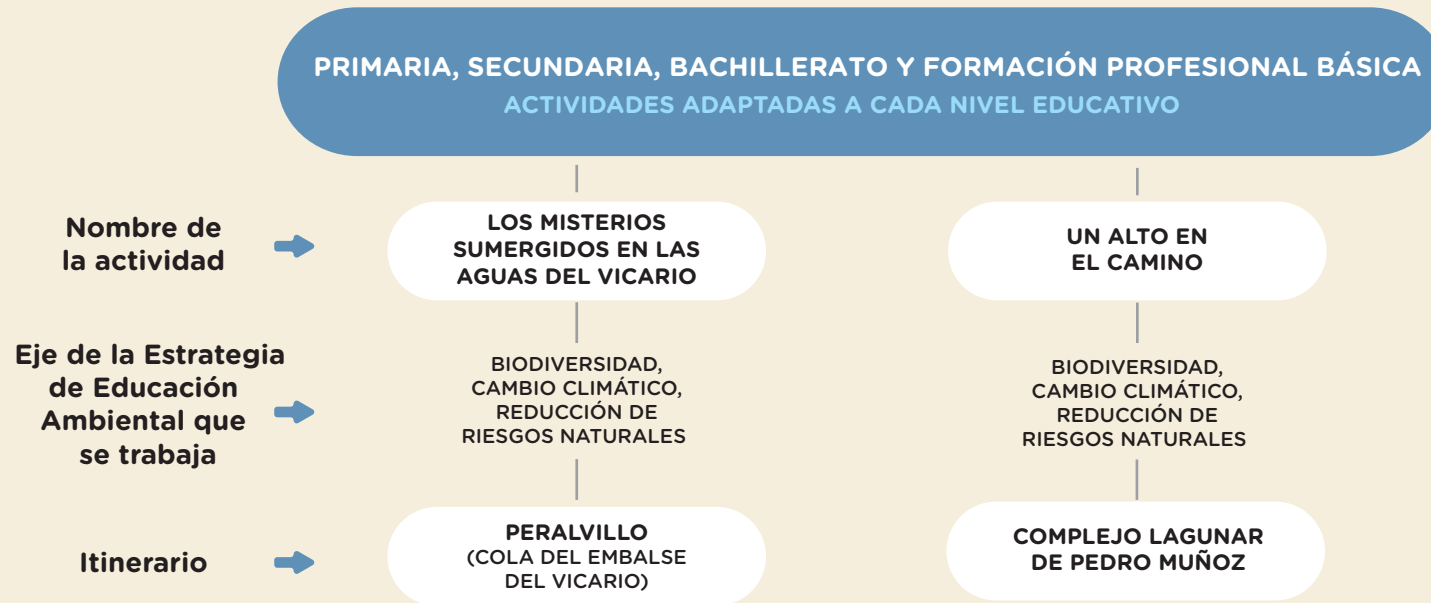 PRIMARIA, SECUNDARIA, BACHILLERATO Y FORMACIÓN PROFESIONAL BÁSICA
ACTIVIDADES ADAPTADAS A CADA NIVEL EDUCATIVO
Nombre de
la actividad
LOS MISTERIOS
SUMERGIDOS EN LAS
AGUAS DEL VICARIO
UN ALTO EN
EL CAMINO
Eje de la Estrategia
de Educación
Ambiental que
se trabaja
BIODIVERSIDAD,
CAMBIO CLIMÁTICO,
REDUCCIÓN DE
RIESGOS NATURALES
BIODIVERSIDAD,
CAMBIO CLIMÁTICO,
REDUCCIÓN DE
RIESGOS NATURALES
Itinerario
PERALVILLO
(COLA DEL EMBALSE
DEL VICARIO)
COMPLEJO LAGUNAR
DE PEDRO MUÑOZ